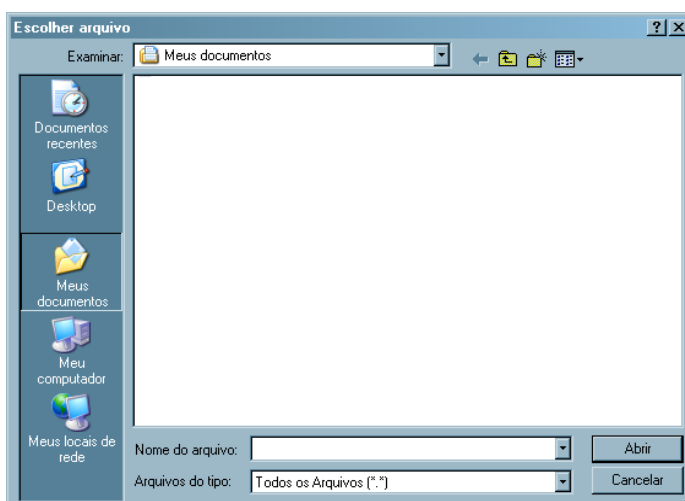 Escolher arquivo
Examinar:
Meus documentos
Documentos
recentes
Desktop
Meus
documentos
Meu
computador
Meus locais de
rede
Nome do arquivo:
Abrir
Arquivos do tipo:
Todos os Arquivos (*.*)
Cancelar